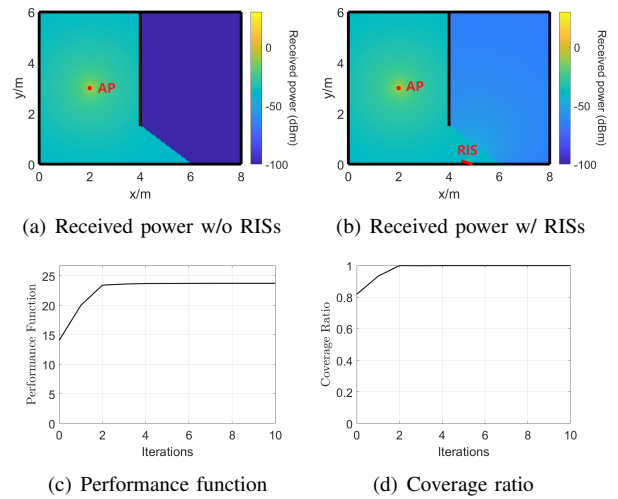 6
4
2
0
y/m
0 2 4 6 8
x/m
AP
0
-50
-100
Received power (dBm)
(a) Received power w/o RISs
6
4
2
0
y/m
0 2 4 6 8
x/m
AP
RIS
0
-50
-100
Received power (dBm)
(b) Received power w/ RISs
25
20
15
10
5
0
Performance Function
0 2 4 6 8 10
Iterations
(c) Performance function
1
0.8
0.6
0.4
0.2
0
Coverage Ratio
0 2 4 6 8 10
Iterations
(d) Coverage ratio